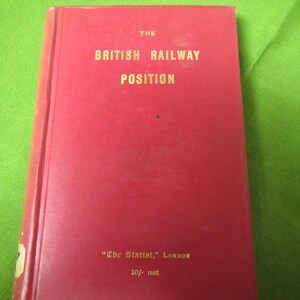 THE
BRITISH RAILWAY
POSITION
"The Statist," LONDON
10/- net